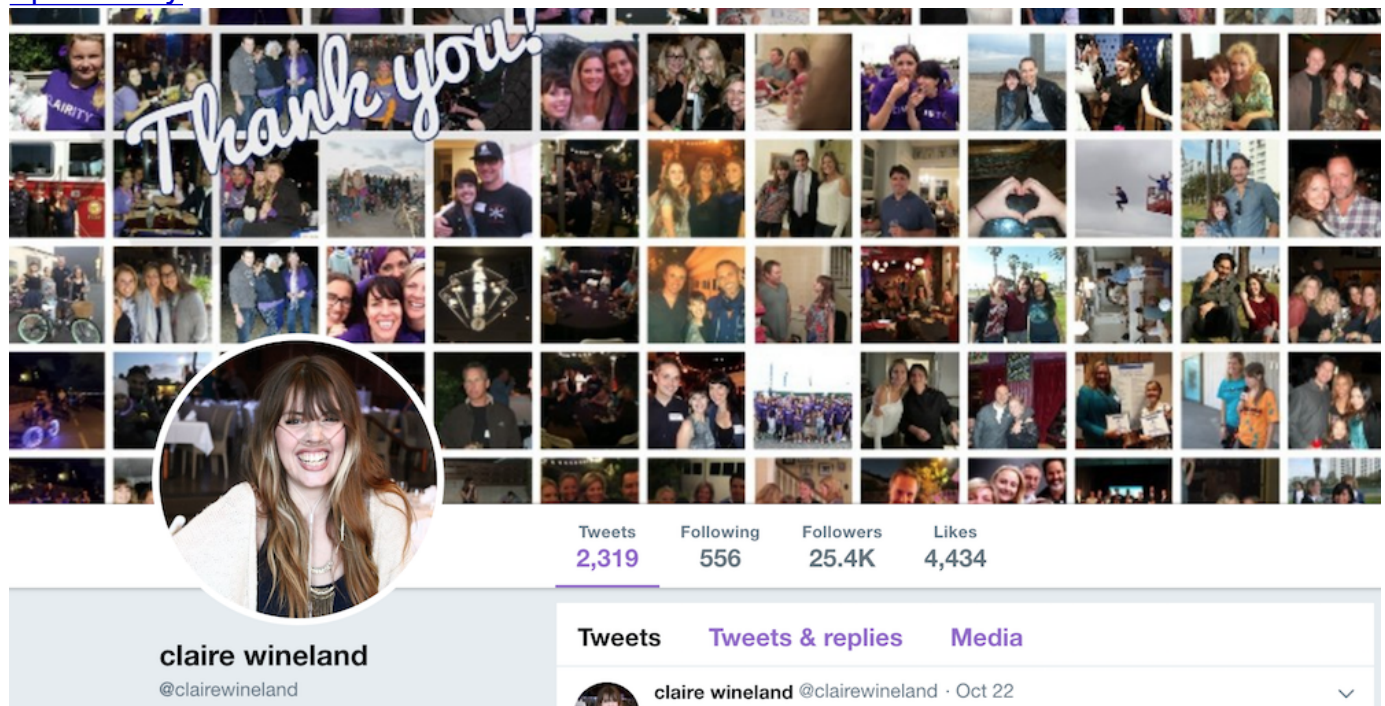 Thank you!
CLAIRITY
Tweets Following Followers Likes
2,319 556 25.4K 4,434
claire wineland
@clairewineland
Tweets Tweets & replies Media
claire wineland @clairewineland · Oct 22